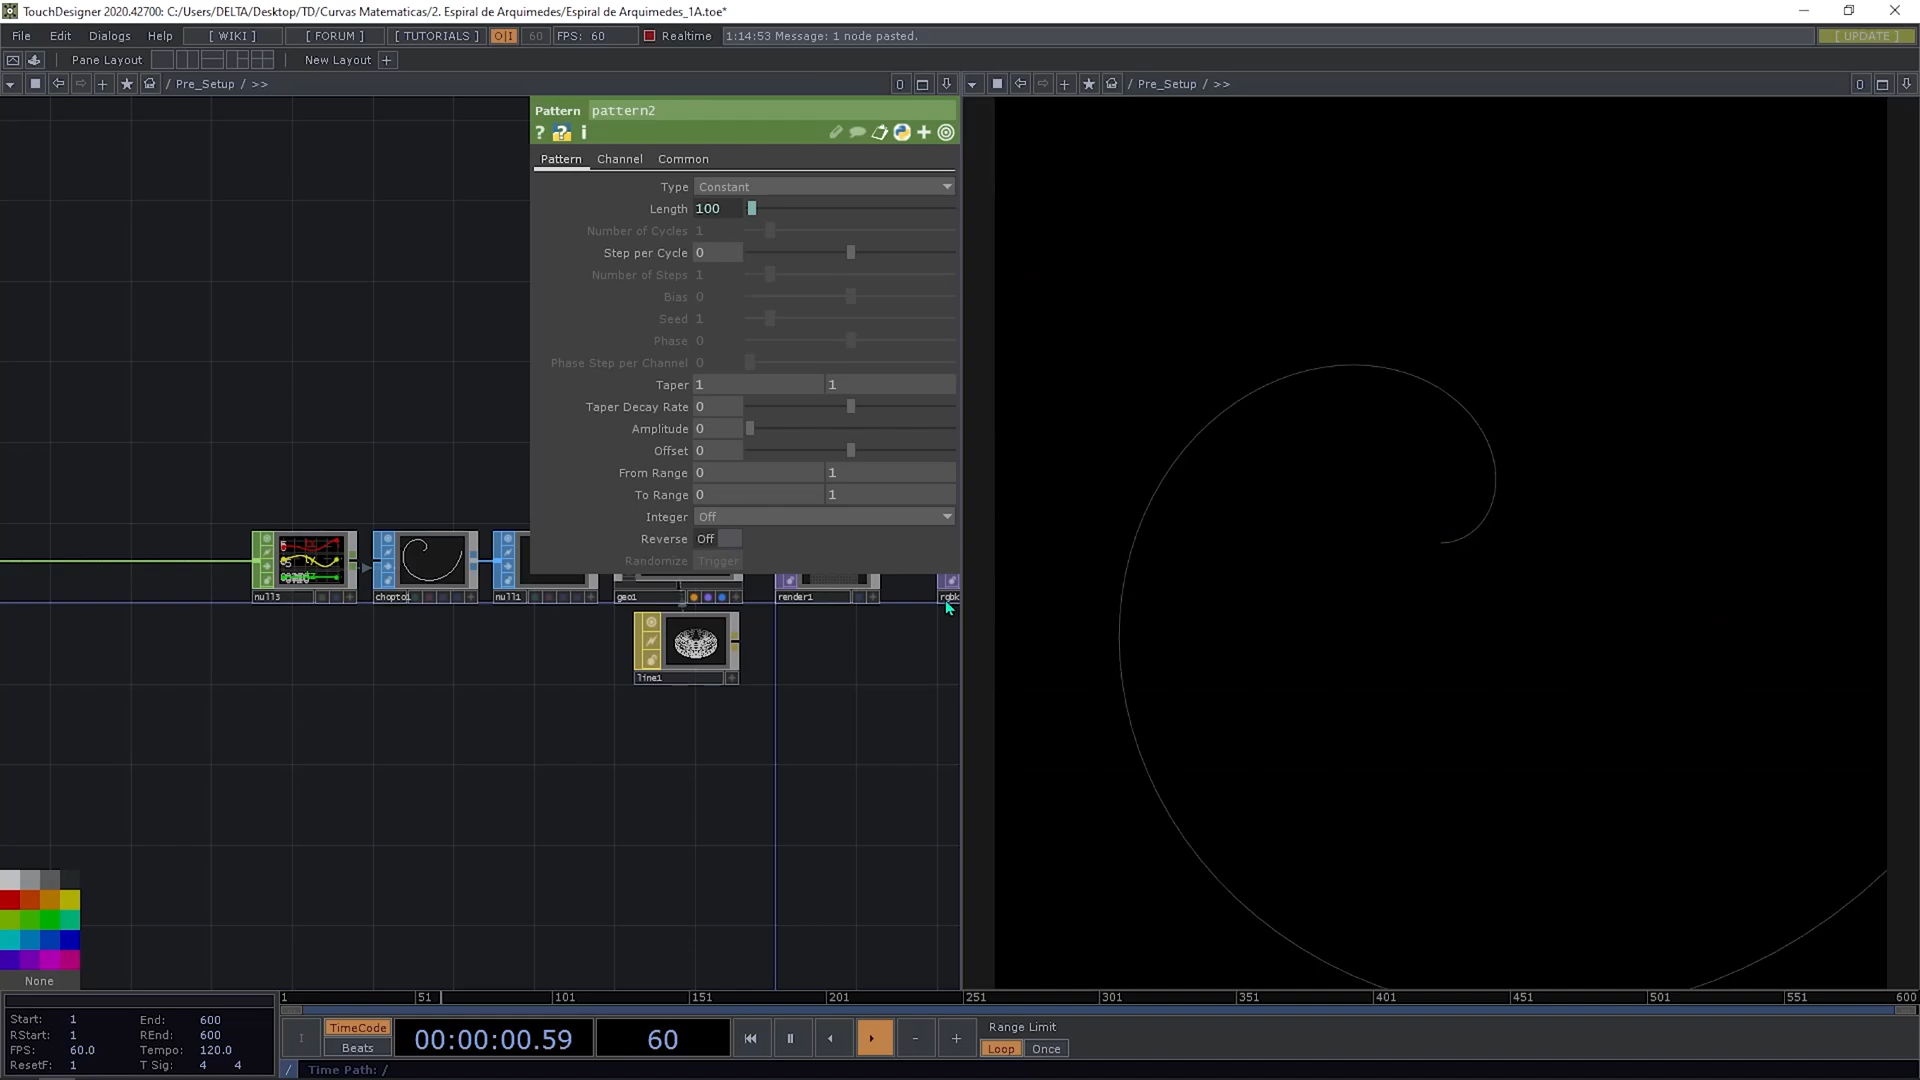 TouchDesigner 2020.42700: C:/Users/DELTA/Desktop/TD/Curvas Matematicas/2. Espiral de Arquimedes/Espiral de Arquimedes_1A.toe*
File Edit Dialogs Help [ WIKI ] [ FORUM ] [ TUTORIALS ] O|I 60 FPS: 60 Realtime 1:14:53 Message: 1 node pasted. [ UPDATE ]
Pane Layout New Layout +
/ Pre_Setup / >> 0
/ Pre_Setup / >> 0
Pattern pattern2
? ? i
Pattern Channel Common
Type Constant
Length 100
Number of Cycles 1
Step per Cycle 0
Number of Steps 1
Bias 0
Seed 1
Phase 0
Phase Step per Channel 0
Taper 1 1
Taper Decay Rate 0
Amplitude 0
Offset 0
From Range 0 1
To Range 0 1
Integer Off
Reverse Off
Randomize Trigger
null3 chopto1 null1 geo1 render1
line1
None
1 51 101 151 201 251 301 351 401 451 501 551 600
Start: 1 End: 600
RStart: 1 REnd: 600
FPS: 60.0 Tempo: 120.0
ResetF: 1 T Sig: 4 4
TimeCode
Beats
00:00:00.59 60
Range Limit
Loop Once
/ Time Path: /